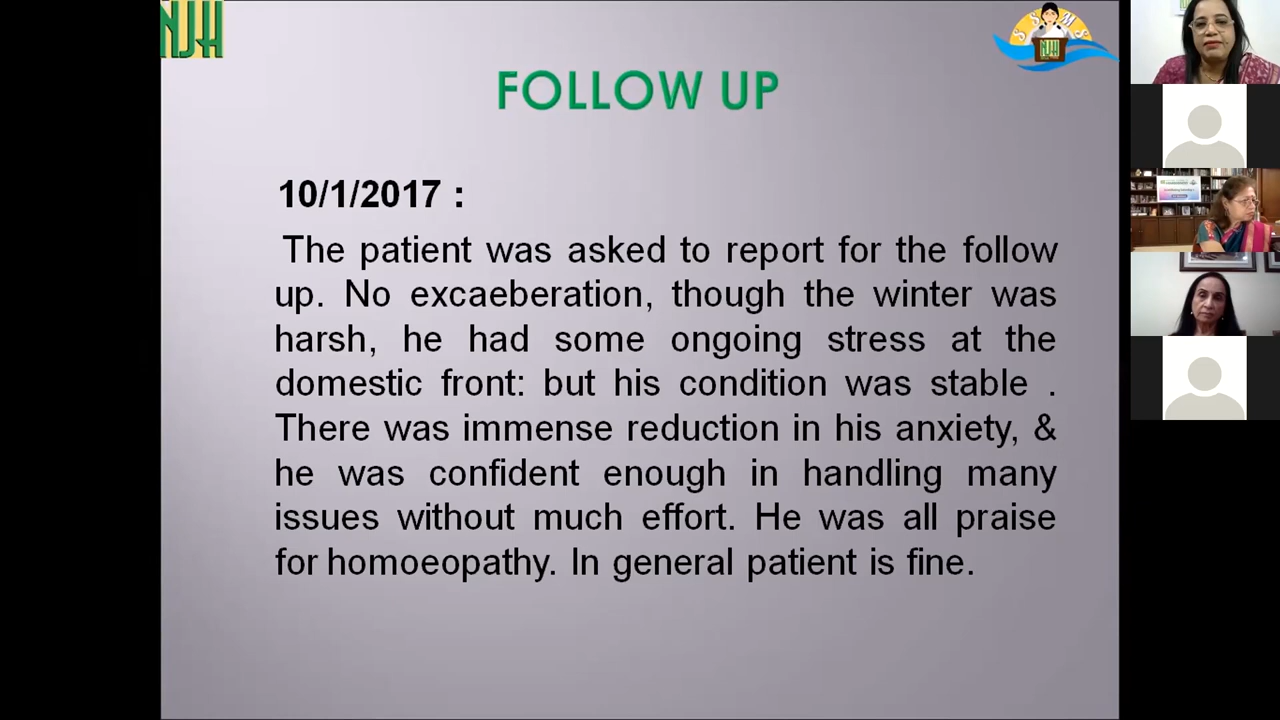 NJH
S S M S
NJH
FOLLOW UP
10/1/2017 :
The patient was asked to report for the follow
up. No excaeberation, though the winter was
harsh, he had some ongoing stress at the
domestic front: but his condition was stable .
There was immense reduction in his anxiety, &
he was confident enough in handling many
issues without much effort. He was all praise
for homoeopathy. In general patient is fine.